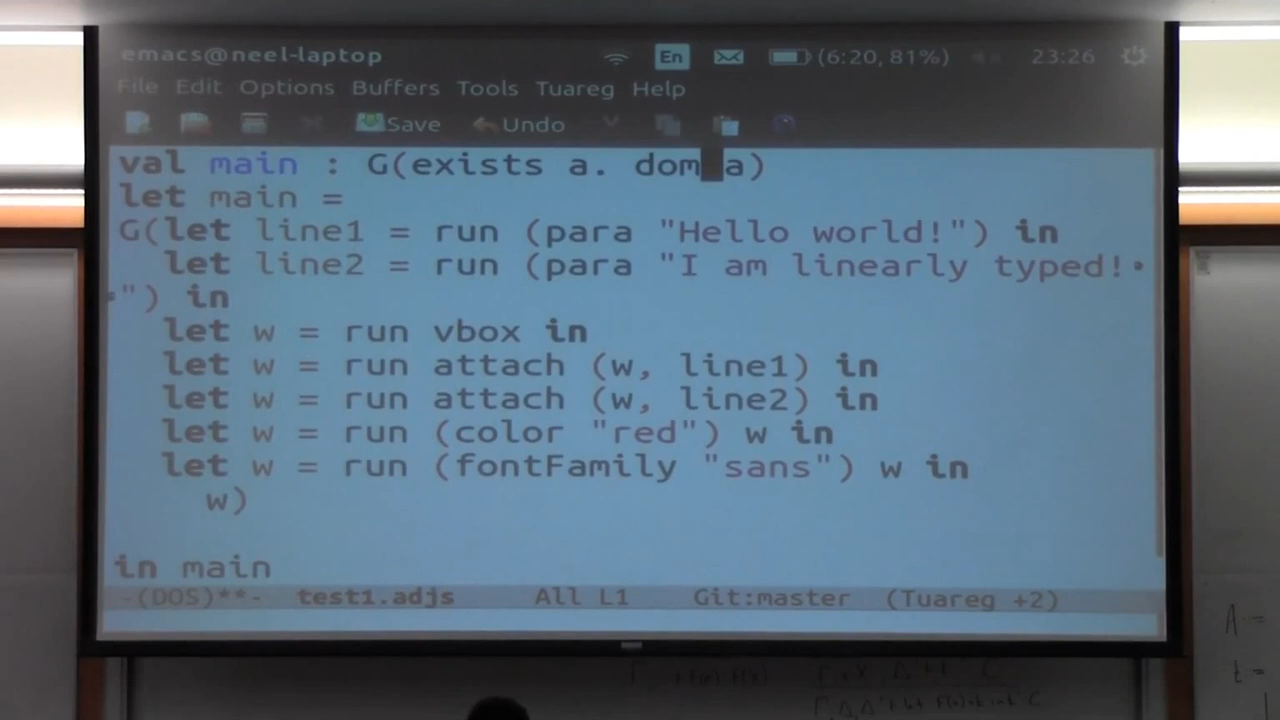 emacs@neel-laptop En (6:20, 81%) 23:26
File Edit Options Buffers Tools Tuareg Help
Save Undo
val main : G(exists a. dom a)
let main =
G(let line1 = run (para "Hello world!") in
let line2 = run (para "I am linearly typed!
") in
let w = run vbox in
let w = run attach (w, line1) in
let w = run attach (w, line2) in
let w = run (color "red") w in
let w = run (fontFamily "sans") w in
w)
in main
-(DOS)**- test1.adjs All L1 Git:master (Tuareg +2)